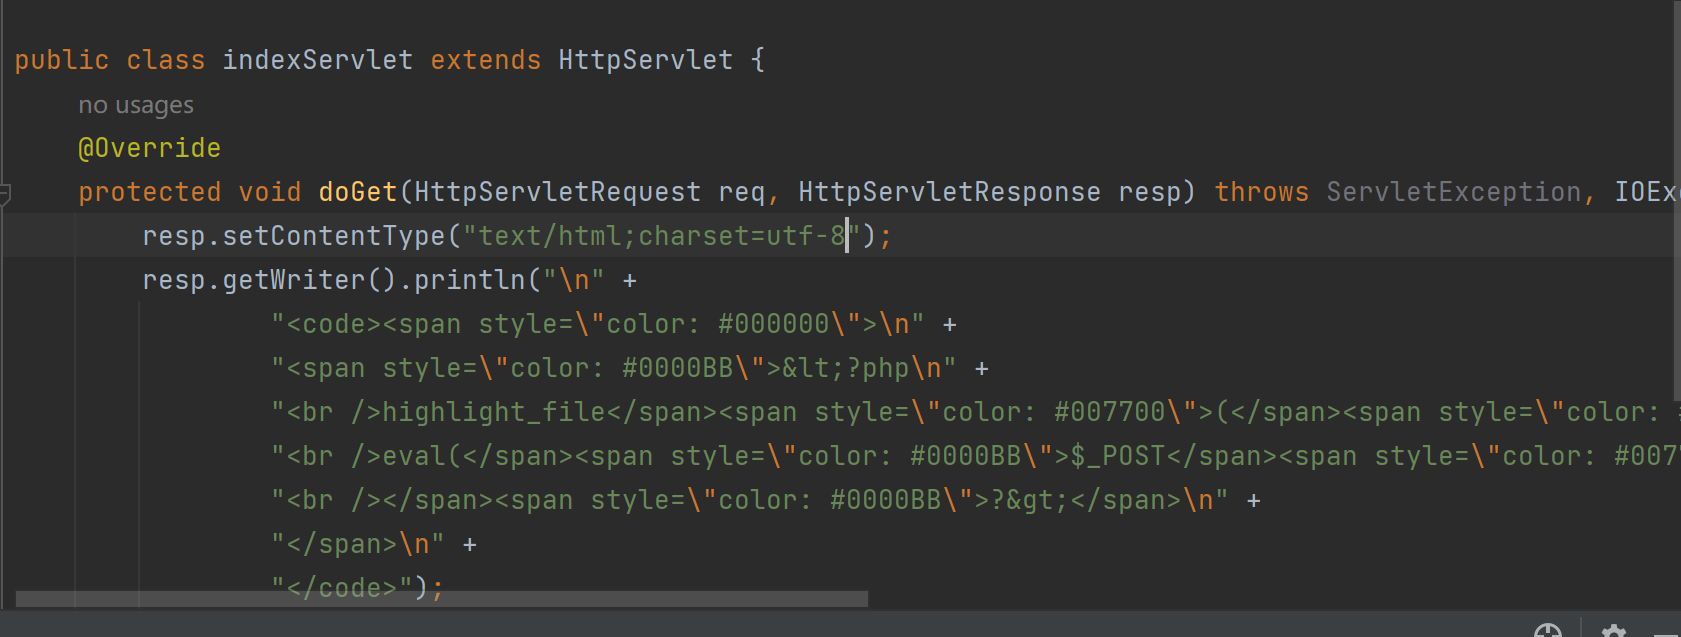 public class indexServlet extends HttpServlet {
no usages
@Override
protected void doGet(HttpServletRequest req, HttpServletResponse resp) throws ServletException, IOEx
resp.setContentType("text/html;charset=utf-8");
resp.getWriter().println("\n" +
"<code><span style=\"color: #000000\">\n" +
"<span style=\"color: #0000BB\">&lt;?php\n" +
"<br />highlight_file</span><span style=\"color: #007700\">(</span><span style=\"color: #
"<br />eval(</span><span style=\"color: #0000BB\">$_POST</span><span style=\"color: #007
"<br /></span><span style=\"color: #0000BB\">?&gt;</span>\n" +
"</span>\n" +
"</code>");